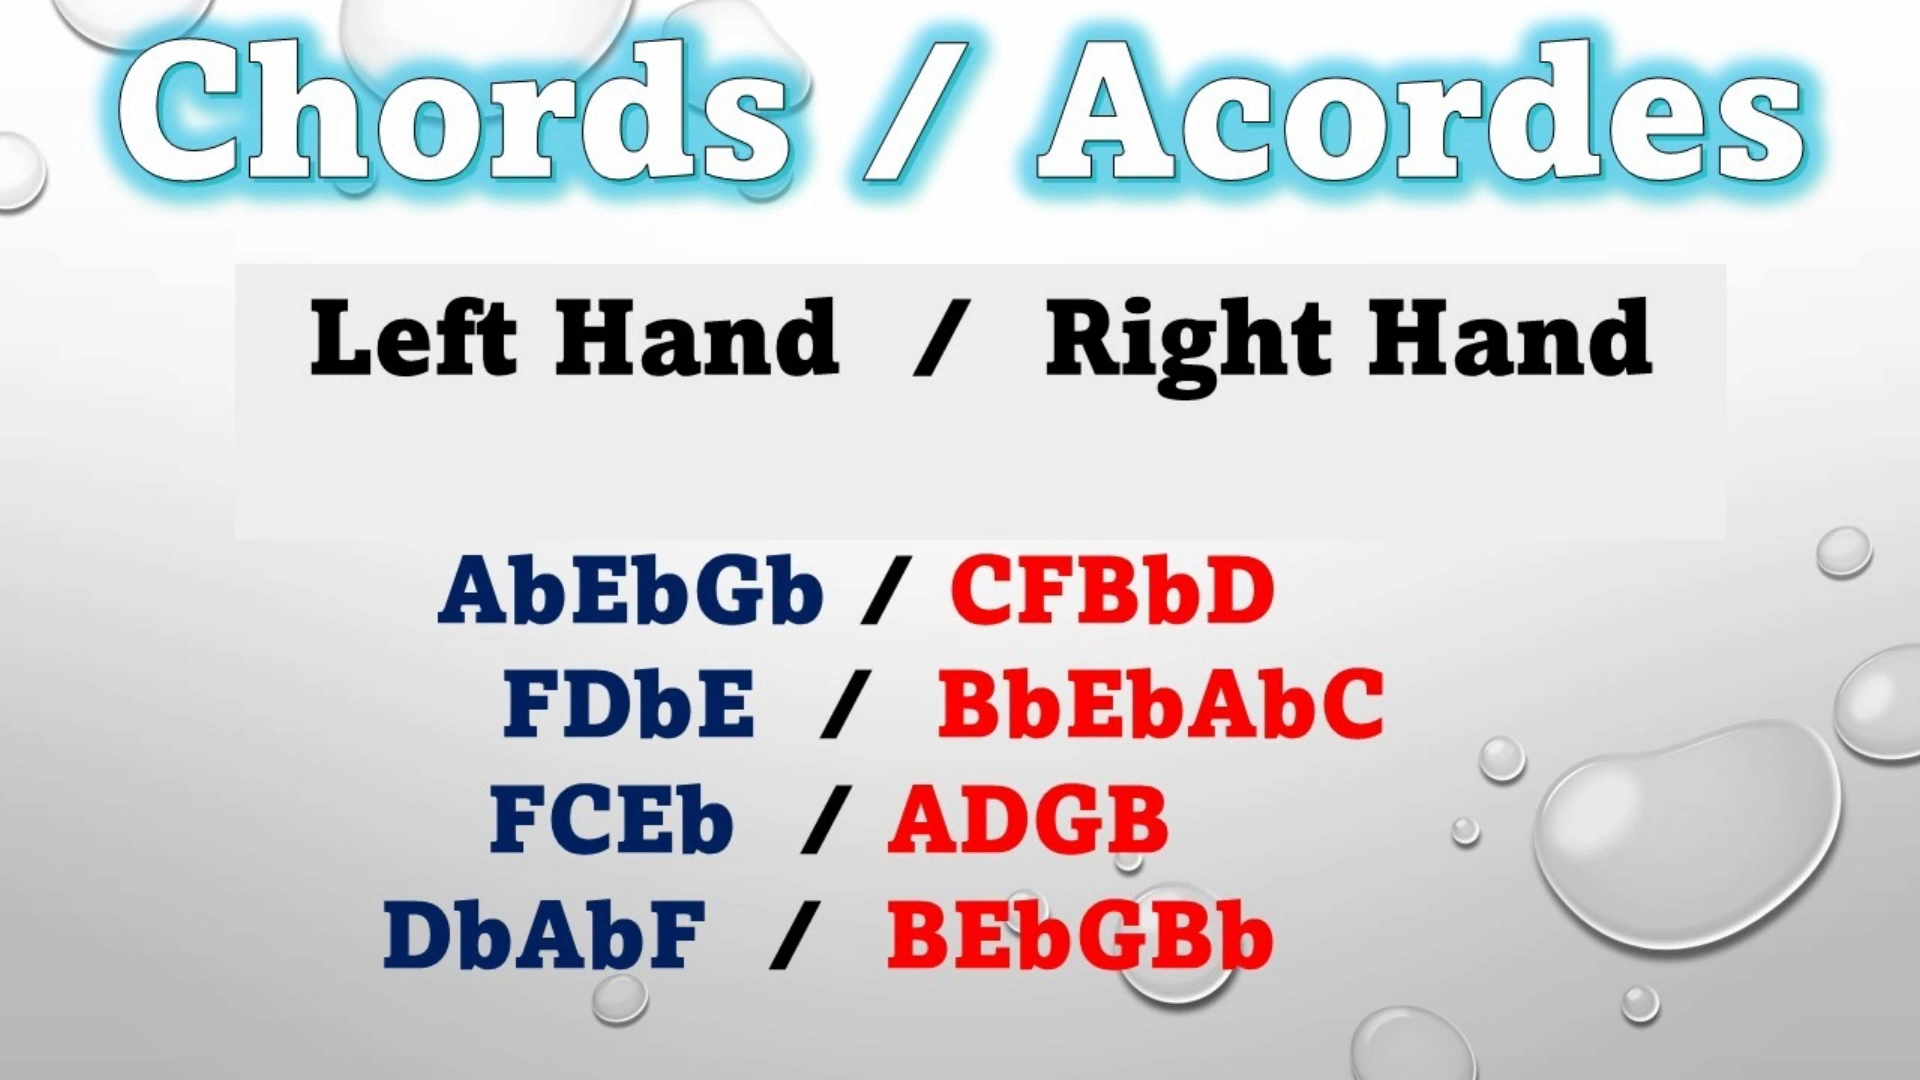 Chords / Acordes
Left Hand / Right Hand
AbEbGb / CFBbD
FDbE / BbEbAbC
FCEb / ADGB
DbAbF / BEbGBb